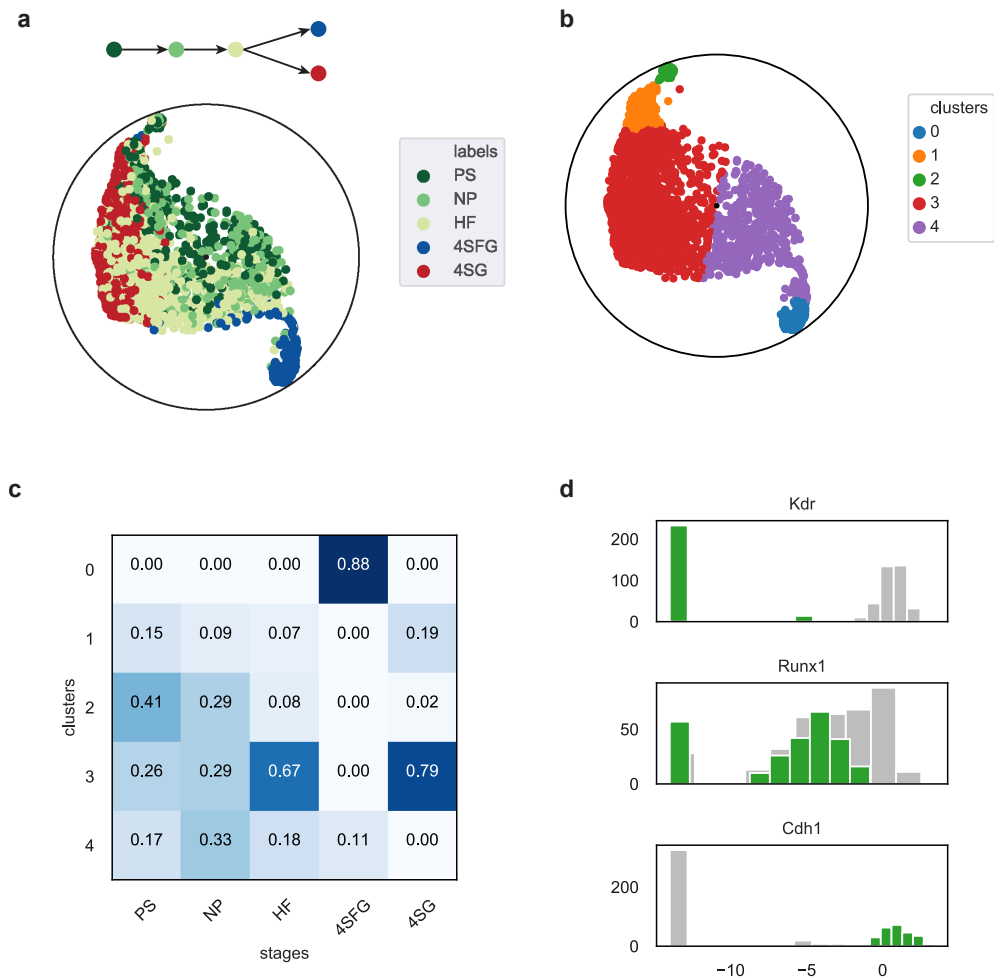 a
labels
PS
NP
HF
4SFG
4SG
b
clusters
0
1
2
3
4
c
clusters
0 0.00 0.00 0.00 0.88 0.00
1 0.15 0.09 0.07 0.00 0.19
2 0.41 0.29 0.08 0.00 0.02
3 0.26 0.29 0.67 0.00 0.79
4 0.17 0.33 0.18 0.11 0.00
PS NP HF 4SFG 4SG
stages
d
Kdr
200
100
0
Runx1
50
0
Cdh1
200
0
−10 −5 0